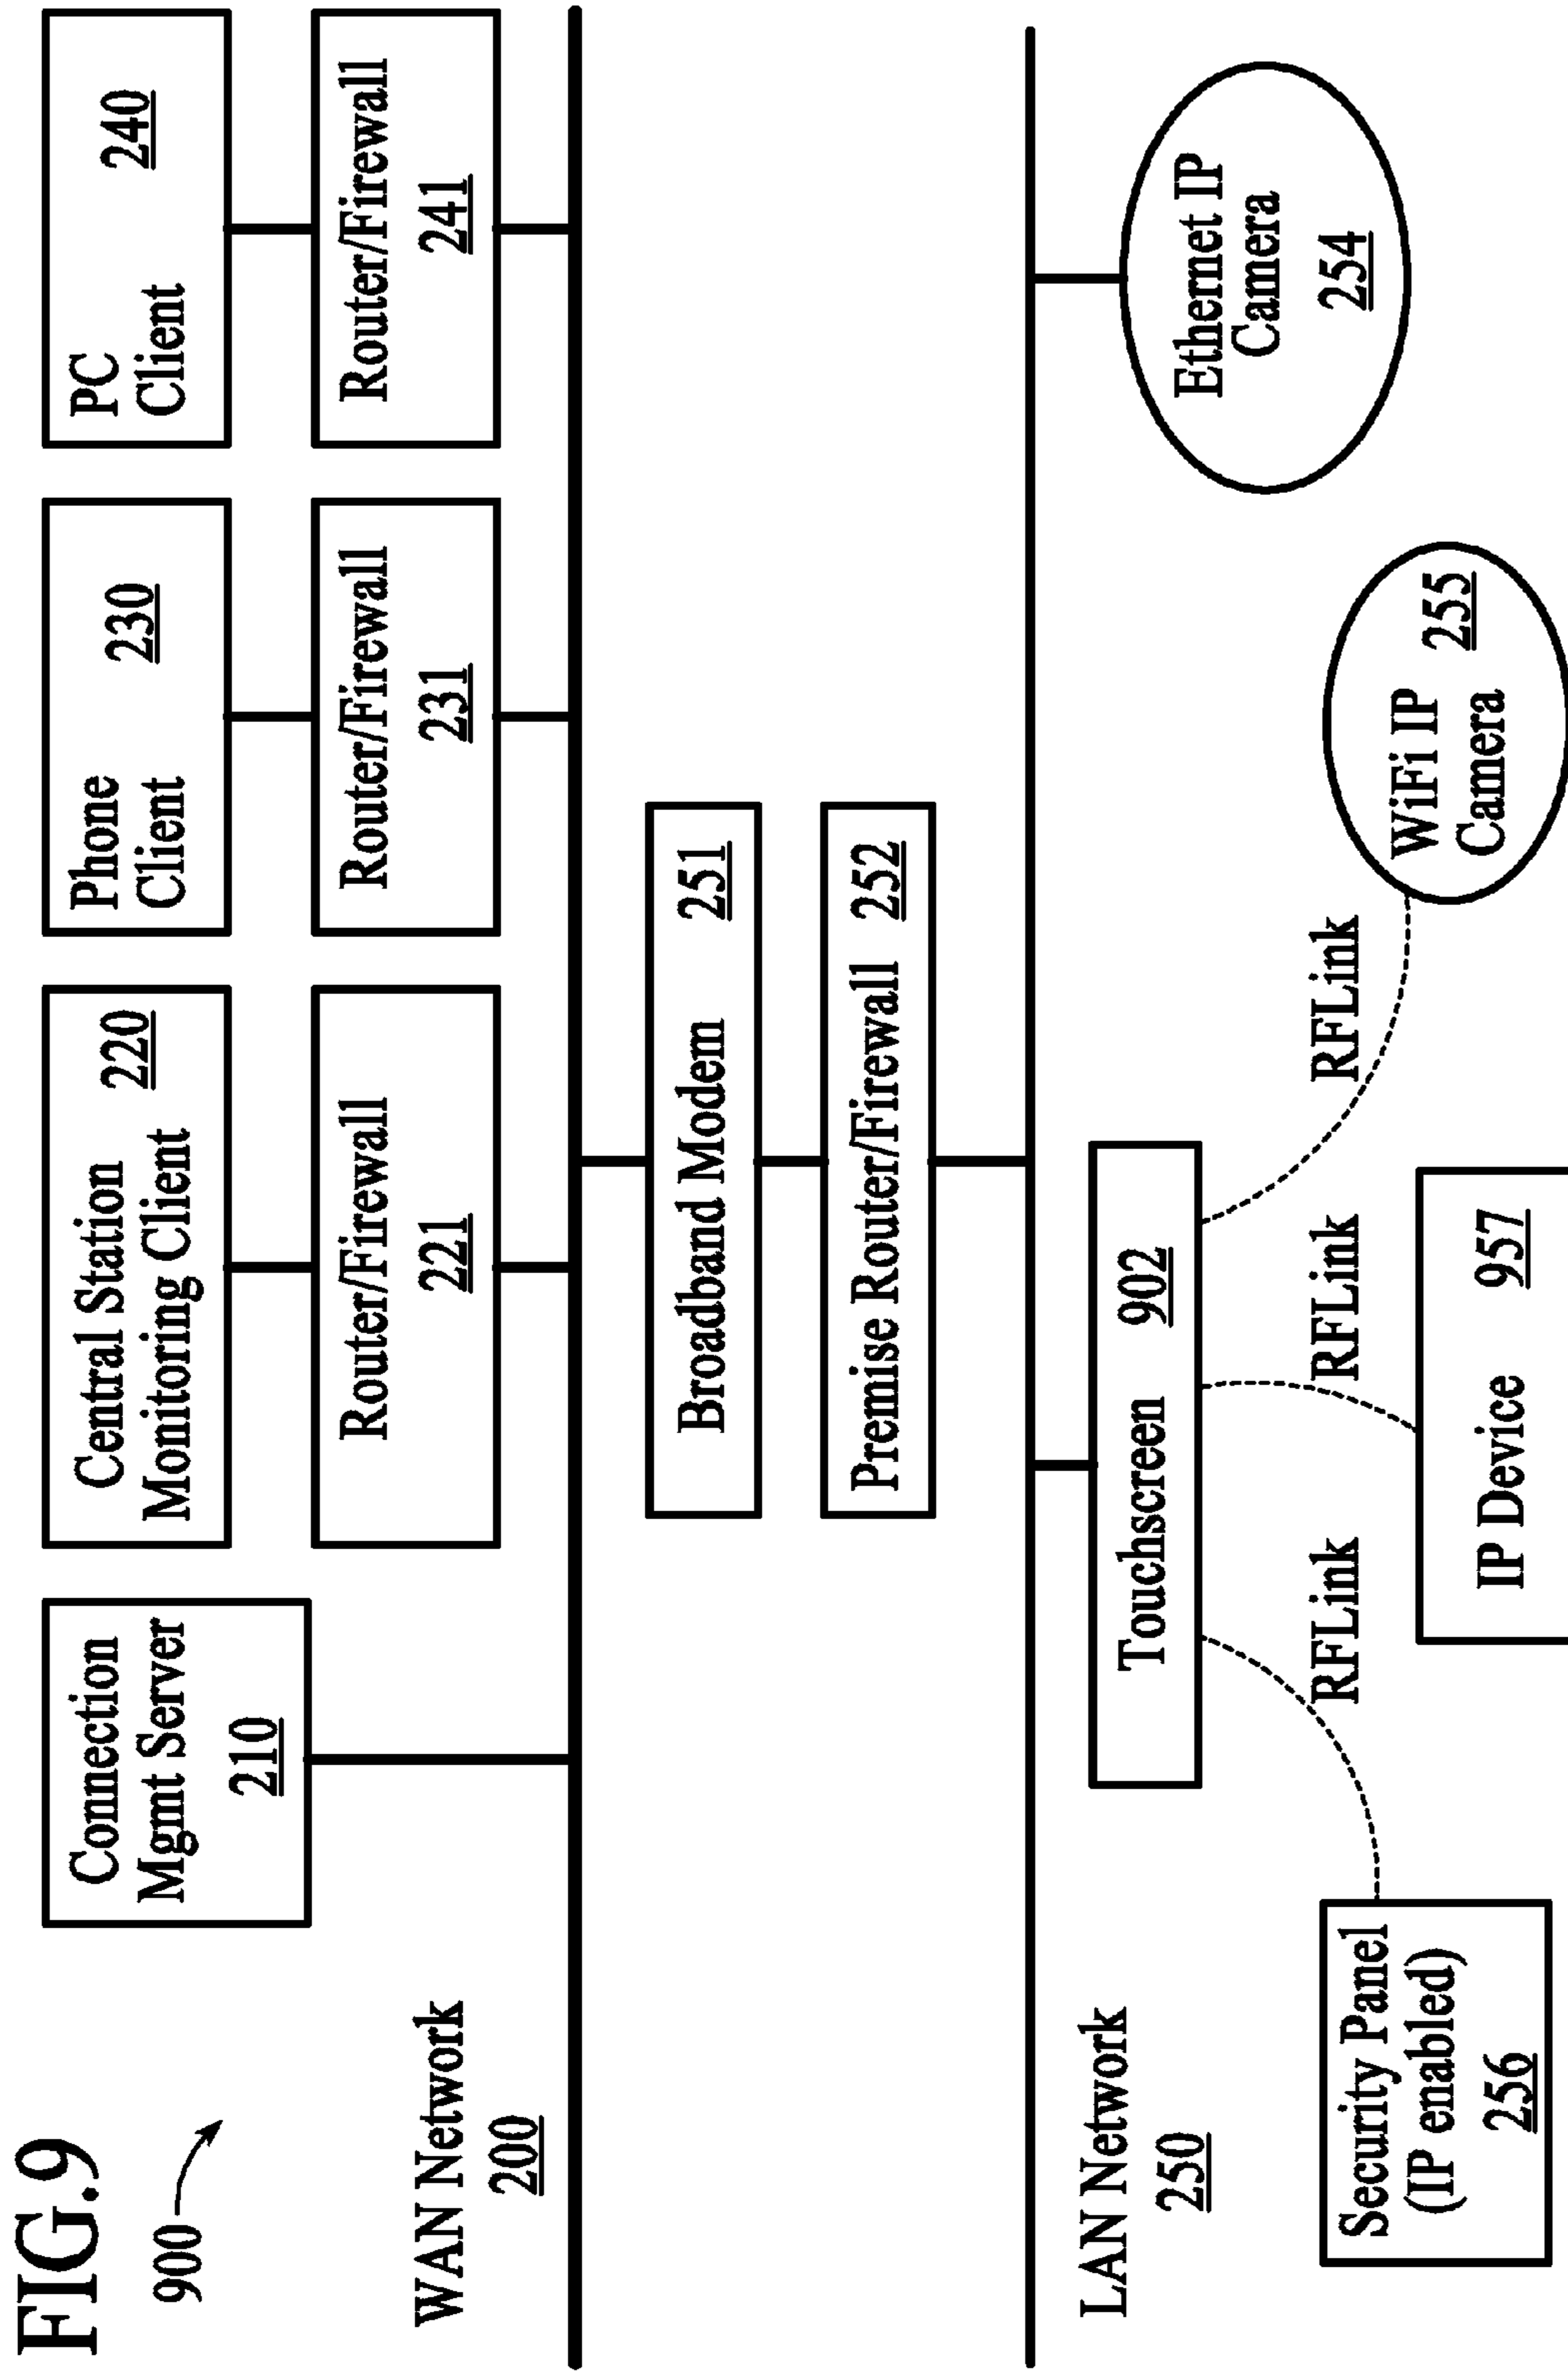 FIG.9
900
Connection
Mgmt Server
210
Central Station
Monitoring Client
220
Phone
Client
230
PC
Client
240
Router/Firewall
221
Router/Firewall
231
Router/Firewall
241
WAN Network
200
Broadband Modem 251
Premise Router/Firewall 252
LAN Network
250
Touchscreen 902
Ethernet IP
Camera
254
RFLink
RFLink
RFLink
Security Panel
(IP enabled)
256
IP Device 957
WiFi IP
Camera
255